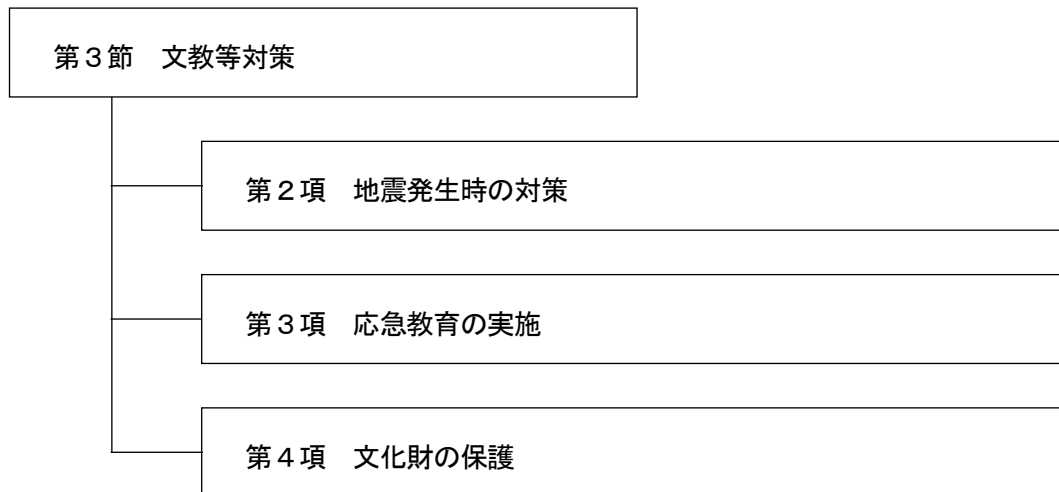 第３節　文教等対策
第２項　地震発生時の対策
第３項　応急教育の実施
第４項　文化財の保護